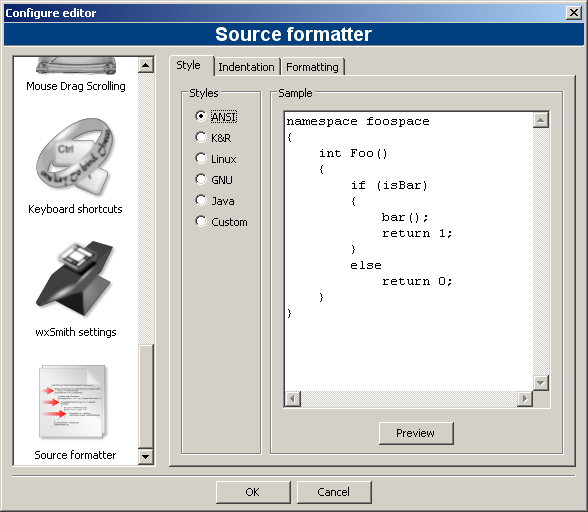 Configure editor
Source formatter
Mouse Drag Scrolling
Ctrl
Keyboard shortcuts
wxSmith settings
Source formatter
Style
Indentation
Formatting
Styles
ANSI
K&R
Linux
GNU
Java
Custom
Sample
namespace foospace
{
    int Foo()
    {
        if (isBar)
        {
            bar();
            return 1;
        }
        else
            return 0;
    }
}
Preview
OK
Cancel